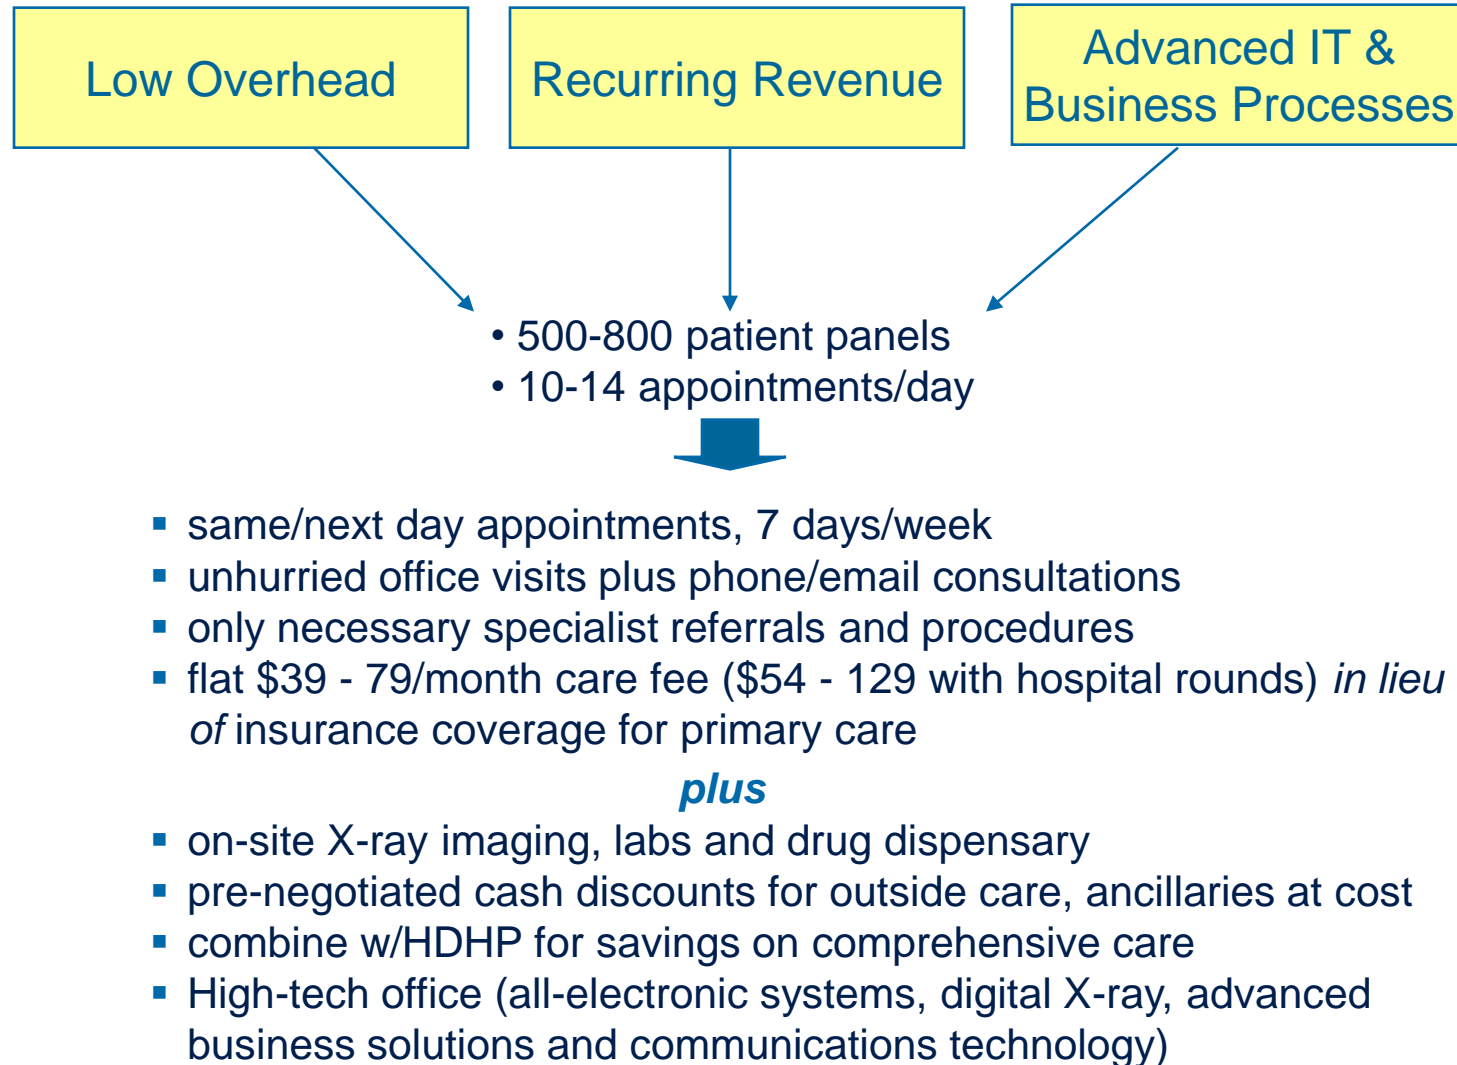 Low Overhead
Recurring Revenue
Advanced IT &
Business Processes
• 500-800 patient panels
• 10-14 appointments/day
▪ same/next day appointments, 7 days/week
▪ unhurried office visits plus phone/email consultations
▪ only necessary specialist referrals and procedures
▪ flat $39 - 79/month care fee ($54 - 129 with hospital rounds) in lieu
of insurance coverage for primary care
plus
▪ on-site X-ray imaging, labs and drug dispensary
▪ pre-negotiated cash discounts for outside care, ancillaries at cost
▪ combine w/HDHP for savings on comprehensive care
▪ High-tech office (all-electronic systems, digital X-ray, advanced
business solutions and communications technology)